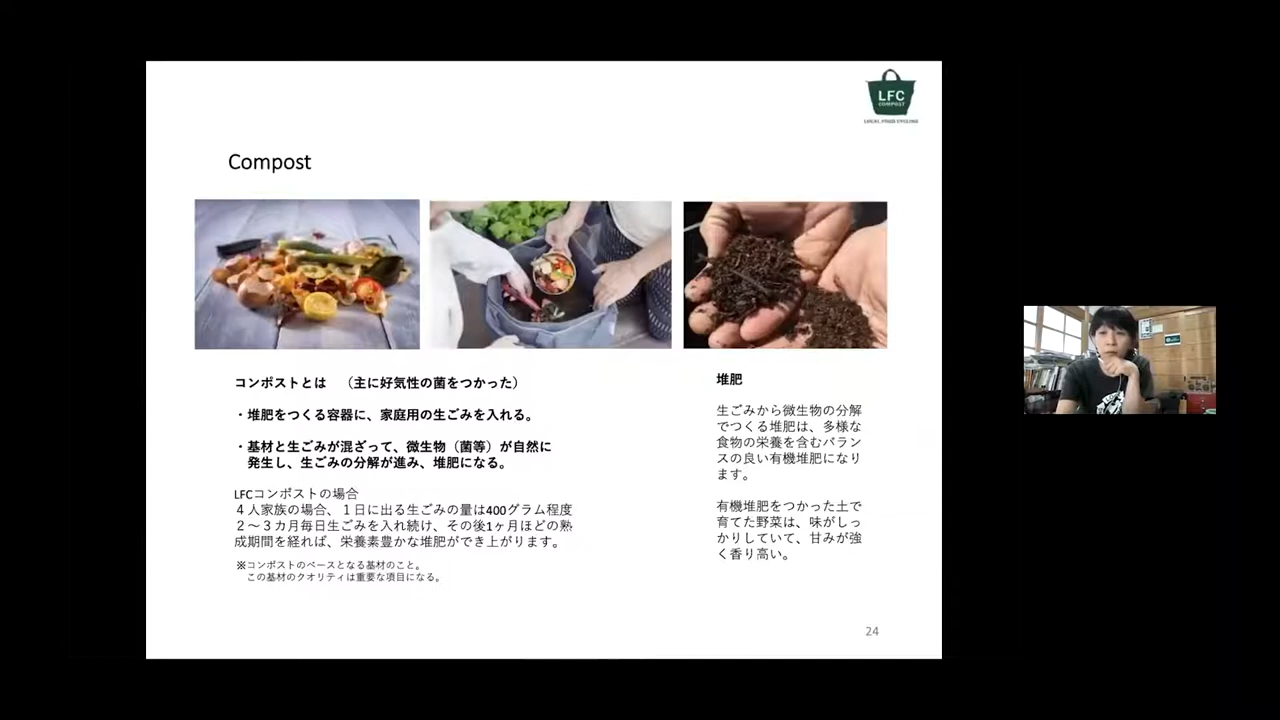 LFC
COMPOST
LOCAL FOOD CYCLING
Compost
コンポストとは　（主に好気性の菌をつかった）
・堆肥をつくる容器に、家庭用の生ごみを入れる。
・基材と生ごみが混ざって、微生物（菌等）が自然に
発生し、生ごみの分解が進み、堆肥になる。
LFCコンポストの場合
４人家族の場合、１日に出る生ごみの量は400グラム程度
２～３カ月毎日生ごみを入れ続け、その後1ヶ月ほどの熟
成期間を経れば、栄養素豊かな堆肥ができ上がります。
※コンポストのベースとなる基材のこと。
この基材のクオリティは重要な項目になる。
堆肥
生ごみから微生物の分解
でつくる堆肥は、多様な
食物の栄養を含むバラン
スの良い有機堆肥になり
ます。
有機堆肥をつかった土で
育てた野菜は、味がしっ
かりしていて、甘みが強
く香り高い。
24